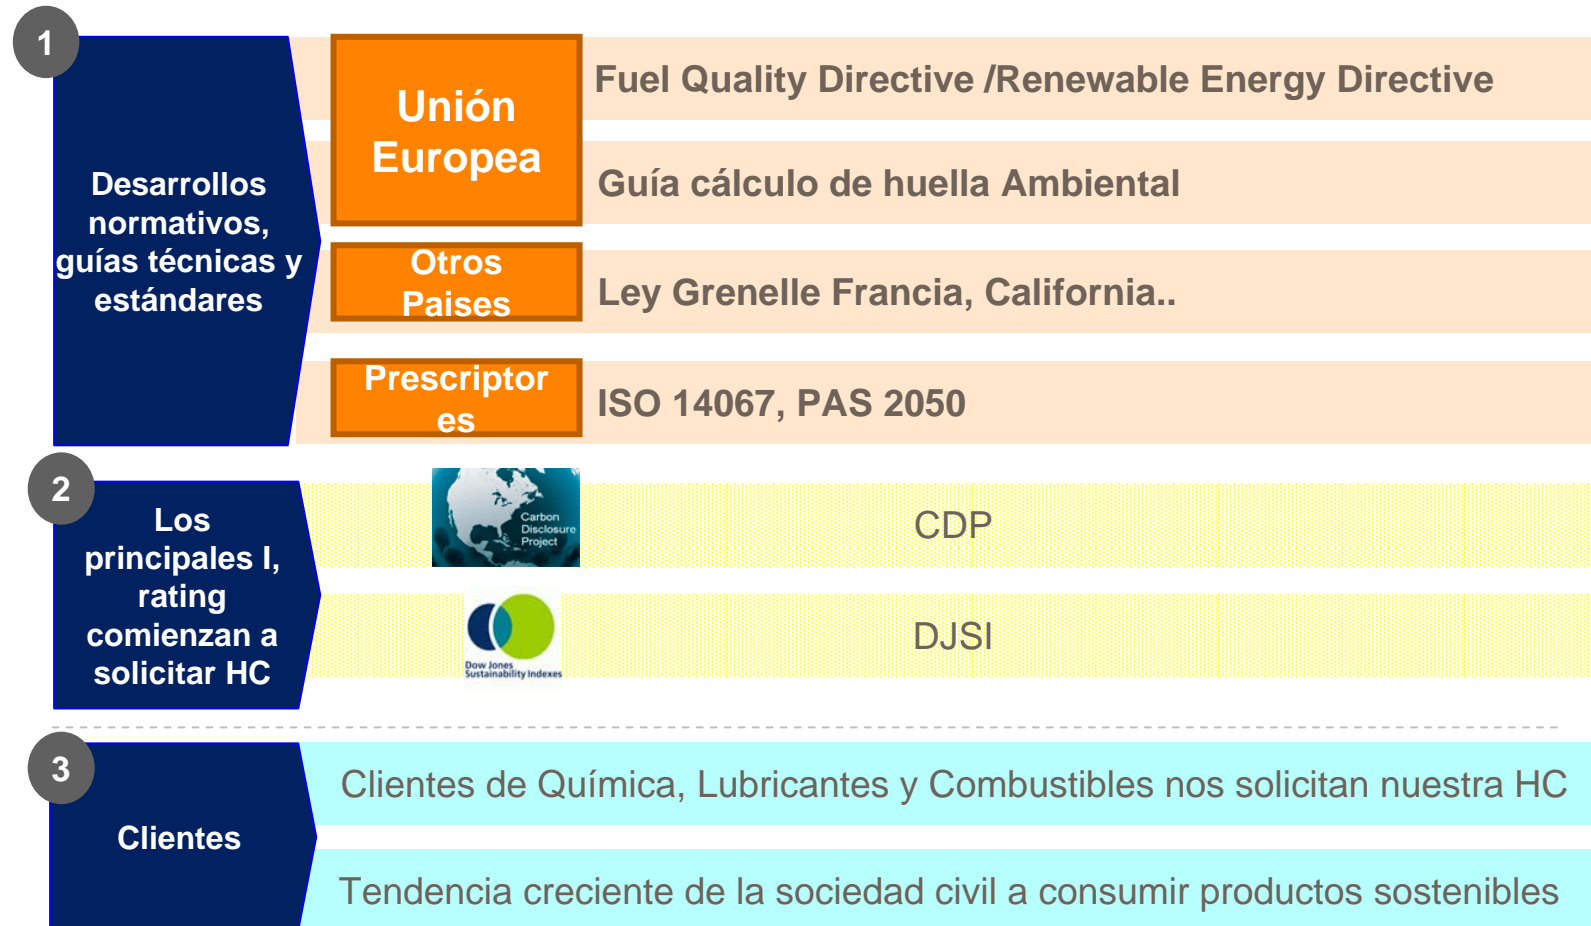 1
Desarrollos
normativos,
guías técnicas y
estándares
Unión
Europea
Fuel Quality Directive /Renewable Energy Directive
Guía cálculo de huella Ambiental
Otros
Paises
Ley Grenelle Francia, California..
Prescriptor
es
ISO 14067, PAS 2050
2
Los
principales I,
rating
comienzan a
solicitar HC
Carbon
Disclosure
Project
CDP
Dow Jones
Sustainability Indexes
DJSI
3
Clientes
Clientes de Química, Lubricantes y Combustibles nos solicitan nuestra HC
Tendencia creciente de la sociedad civil a consumir productos sostenibles